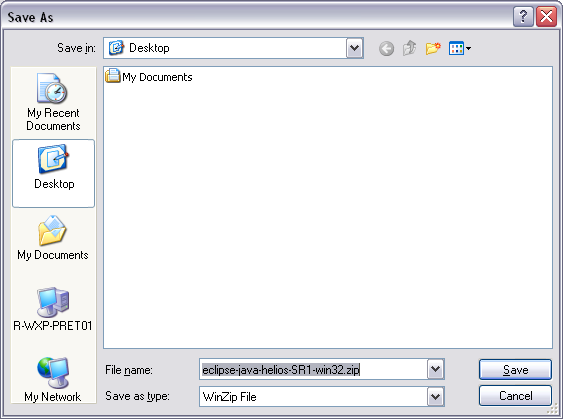 Save As
Save in:
Desktop
My Documents
My Recent
Documents
Desktop
My Documents
R-WXP-PRET01
My Network
File name:
eclipse-java-helios-SR1-win32.zip
Save
Save as type:
WinZip File
Cancel